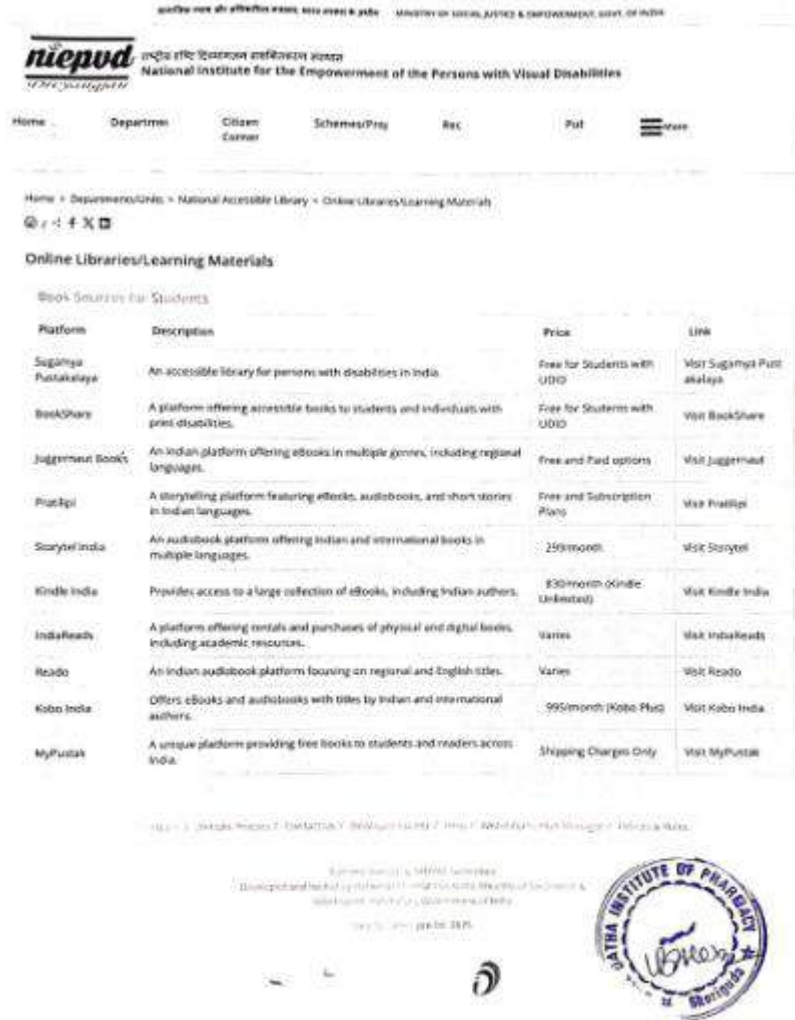 MINISTRY OF SOCIAL JUSTICE & EMPOWERMENT, GOVT. OF INDIA
niepvd
National Institute for the Empowerment of the Persons with Visual Disabilities
Home
Departmen
Citizen
Corner
Schemes/Proj
Rec
Pub
More
Home > Departments/Units > National Accessible Library > Online Libraries/Learning Materials
Online Libraries/Learning Materials
Book Sources for Students
Platform Description Price Link
Sugamya Pustakalaya An accessible library for persons with disabilities in India. Free for Students with UDID Visit Sugamya Pustakalaya
BookShare A platform offering accessible books to students and individuals with print disabilities. Free for Students with UDID Visit BookShare
Juggernaut Books An Indian platform offering eBooks in multiple genres, including regional languages. Free and Paid options Visit Juggernaut
Pratilipi A storytelling platform featuring eBooks, audiobooks, and short stories in Indian languages. Free and Subscription Plans Visit Pratilipi
Storytel India An audiobook platform offering Indian and international books in multiple languages. 299/month Visit Storytel
Kindle India Provides access to a large collection of eBooks, including Indian authors. 830/month (Kindle Unlimited) Visit Kindle India
IndiaReads A platform offering rentals and purchases of physical and digital books, including academic resources. Varies Visit IndiaReads
Reado An Indian audiobook platform focusing on regional and English titles. Varies Visit Reado
Kobo India Offers eBooks and audiobooks with titles by Indian and international authors. 995/month (Kobo Plus) Visit Kobo India
MyPustak A unique platform providing free books to students and readers across India. Shipping Charges Only Visit MyPustak
INSTITUTE OF PHARMACY